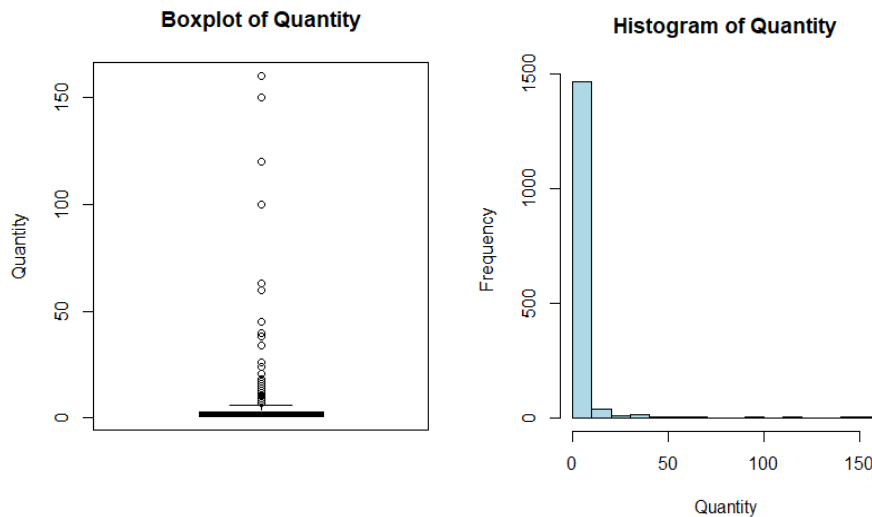 Boxplot of Quantity
Quantity
0
50
100
150
Histogram of Quantity
Frequency
0
500
1000
1500
0 50 100 150
Quantity